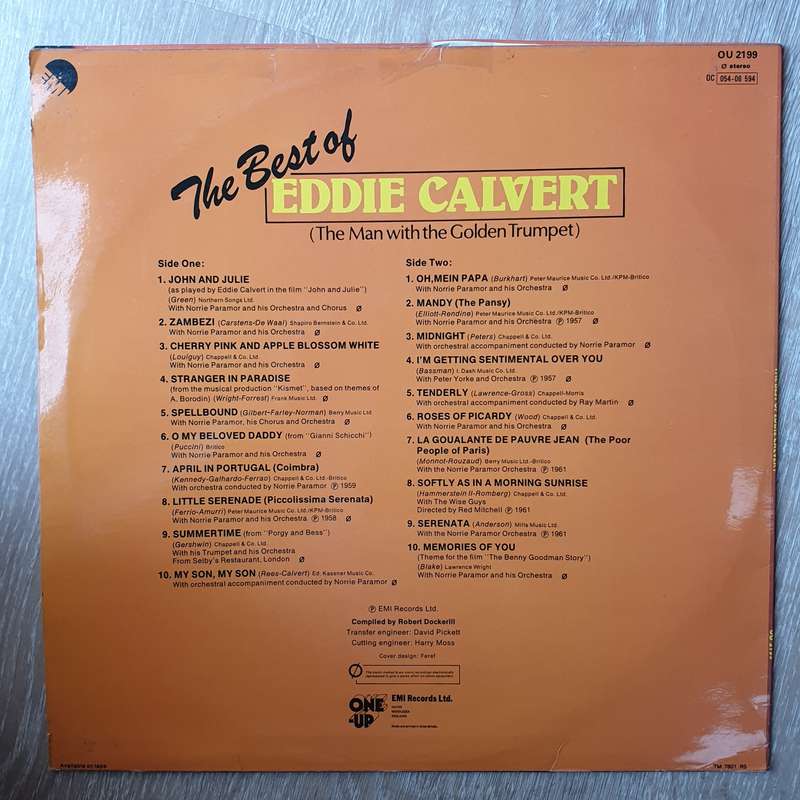 EMI
OU 2199
ø stereo
OC 054-06 594
The Best of
EDDIE CALVERT
(The Man with the Golden Trumpet)
Side One:
1. JOHN AND JULIE
(as played by Eddie Calvert in the film "John and Julie")
(Green) Northern Songs Ltd.
With Norrie Paramor and his Orchestra and Chorus ø
2. ZAMBEZI (Carstens-De Waal) Shapiro Bernstein & Co. Ltd.
With Norrie Paramor and his Orchestra ø
3. CHERRY PINK AND APPLE BLOSSOM WHITE
(Louiguy) Chappell & Co. Ltd.
With Norrie Paramor and his Orchestra ø
4. STRANGER IN PARADISE
(from the musical production "Kismet", based on themes of
A. Borodin) (Wright-Forrest) Frank Music Ltd. ø
5. SPELLBOUND (Gilbert-Farley-Norman) Berry Music Ltd
With Norrie Paramor, his Chorus and Orchestra ø
6. O MY BELOVED DADDY (from "Gianni Schicchi")
(Puccini) Britico
With Norrie Paramor and his Orchestra ø
7. APRIL IN PORTUGAL (Coimbra)
(Kennedy-Galhardo-Ferrao) Chappell & Co. Ltd./KPM-Britico
With orchestra conducted by Norrie Paramor ℗ 1959
8. LITTLE SERENADE (Piccolissima Serenata)
(Ferrio-Amurri) Peter Maurice Music Co. Ltd./KPM-Britico
With Norrie Paramor and his Orchestra ℗ 1958 ø
9. SUMMERTIME (from "Porgy and Bess")
(Gershwin) Chappell & Co. Ltd.
With his Trumpet and his Orchestra
From Selby's Restaurant, London ø
10. MY SON, MY SON (Rees-Calvert) Ed: Kassner Music Co.
With orchestral accompaniment conducted by Norrie Paramor ø
Side Two:
1. OH, MEIN PAPA (Burkhart) Peter Maurice Music Co. Ltd./KPM-Britico
With Norrie Paramor and his Orchestra ø
2. MANDY (The Pansy)
(Elliott-Rendine) Peter Maurice Music Co. Ltd./KPM-Britico
With Norrie Paramor and his Orchestra ℗ 1957 ø
3. MIDNIGHT (Peters) Chappell & Co. Ltd.
With orchestral accompaniment conducted by Norrie Paramor ø
4. I'M GETTING SENTIMENTAL OVER YOU
(Bassman) I. Dash Music Co. Ltd.
With Peter Yorke and his Orchestra ℗ 1957 ø
5. TENDERLY (Lawrence-Gross) Chappell-Morris
With orchestral accompaniment conducted by Ray Martin ø
6. ROSES OF PICARDY (Wood) Chappell & Co. Ltd.
With Norrie Paramor and his Orchestra ø
7. LA GOUALANTE DE PAUVRE JEAN (The Poor
People of Paris)
(Monnot-Rouzaud) Berry Music Ltd.-Britico
With the Norrie Paramor Orchestra ℗ 1961
8. SOFTLY AS IN A MORNING SUNRISE
(Hammerstein II-Romberg) Chappell & Co. Ltd.
With The Wise Guys
Directed by Red Mitchell ℗ 1961
9. SERENATA (Anderson) Mills Music Ltd.
With the Norrie Paramor Orchestra ℗ 1961
10. MEMORIES OF YOU
(Theme for the film "The Benny Goodman Story")
(Blake) Lawrence Wright
With Norrie Paramor and his Orchestra ø
℗ EMI Records Ltd.
Compiled by Robert Dockerill
Transfer engineer: David Pickett
Cutting engineer: Harry Moss
Cover design: Feref
ONE-UP
EMI Records Ltd.
HAYES
MIDDLESEX
ENGLAND
Available on tape
TM 7801 RS